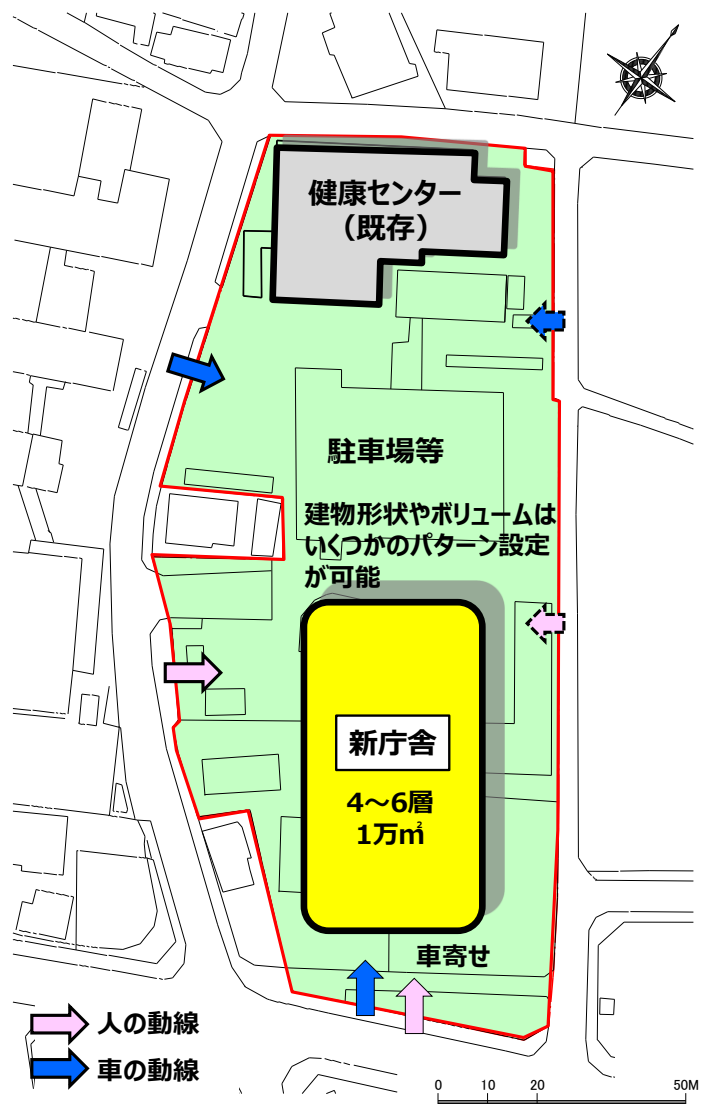 健康センター
（既存）
駐車場等
建物形状やボリュームは
いくつかのパターン設定
が可能
新庁舎
4～6層
1万㎡
車寄せ
人の動線
車の動線
0 10 20 50M